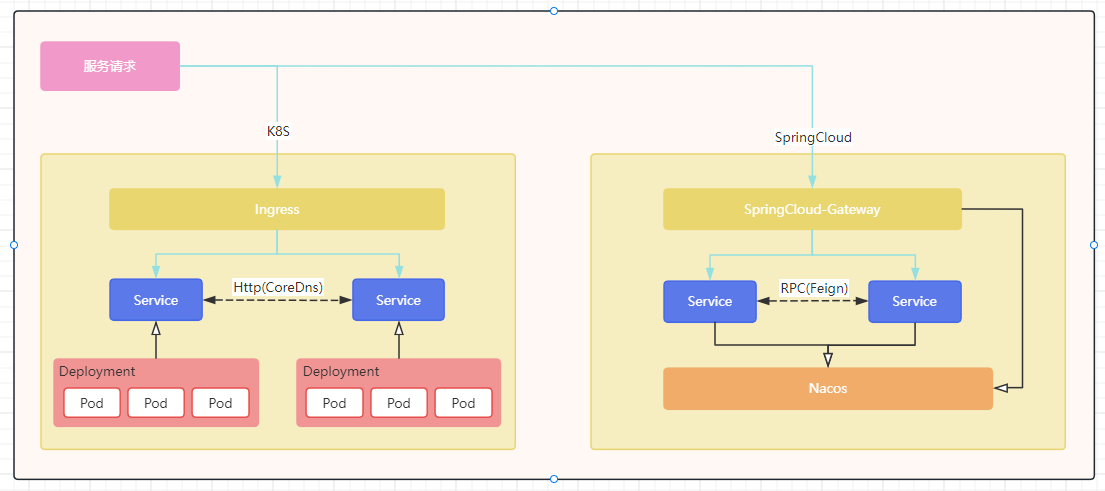 服务请求
K8S
SpringCloud
Ingress
Service
Http(CoreDns)
Service
Deployment
Pod
Pod
Pod
Deployment
Pod
Pod
Pod
SpringCloud-Gateway
Service
RPC(Feign)
Service
Nacos